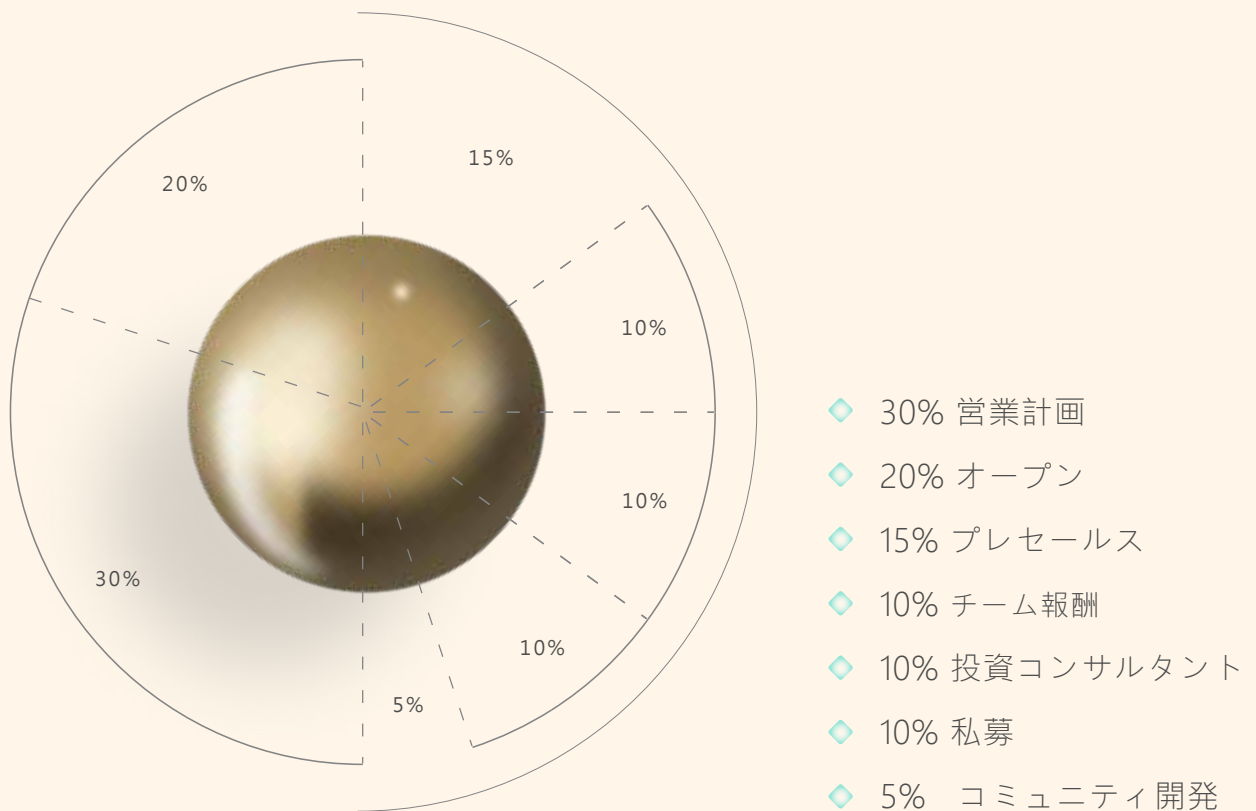 15%
20%
10%
10%
30%
10%
5%
30% 営業計画
20% オープン
15% プレセールス
10% チーム報酬
10% 投資コンサルタント
10% 私募
5% コミュニティ開発